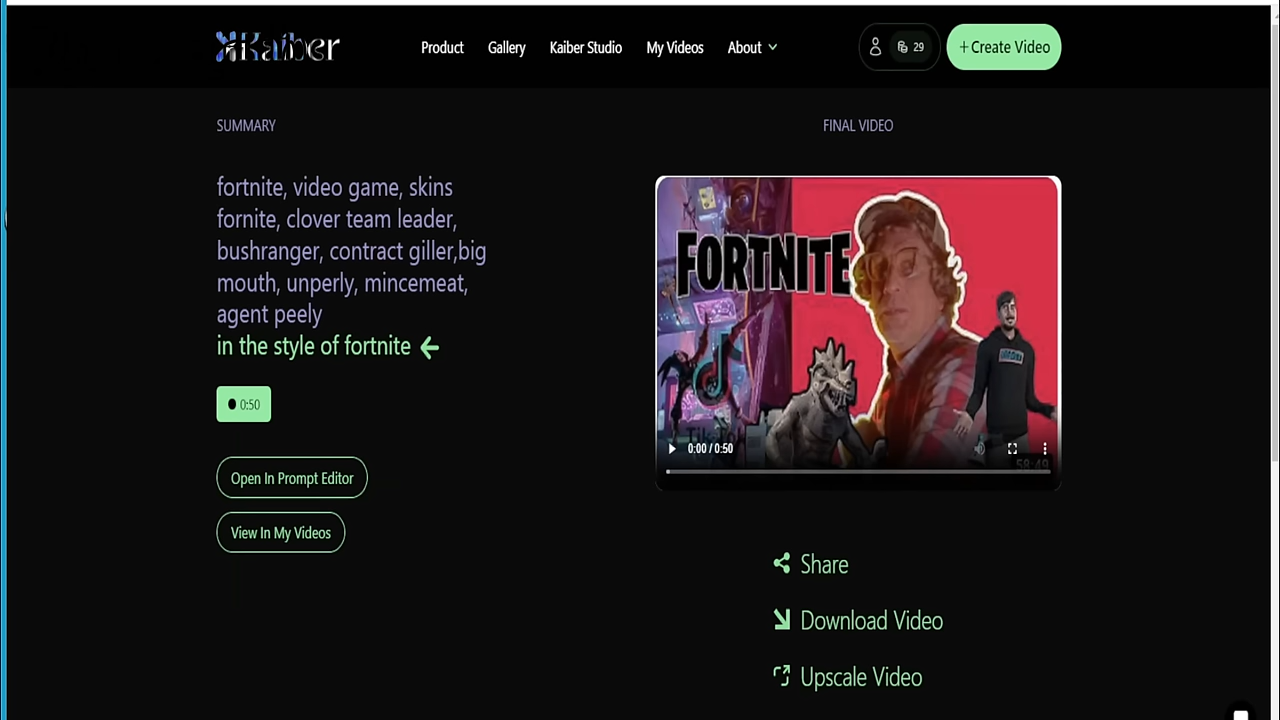 Kaiber
Product
Gallery
Kaiber Studio
My Videos
About
29
+Create Video
SUMMARY
fortnite, video game, skins
fornite, clover team leader,
bushranger, contract giller,big
mouth, unperly, mincemeat,
agent peely
in the style of fortnite
0:50
Open In Prompt Editor
View In My Videos
FINAL VIDEO
FORTNITE
0:00 / 0:50
58:49
Share
Download Video
Upscale Video